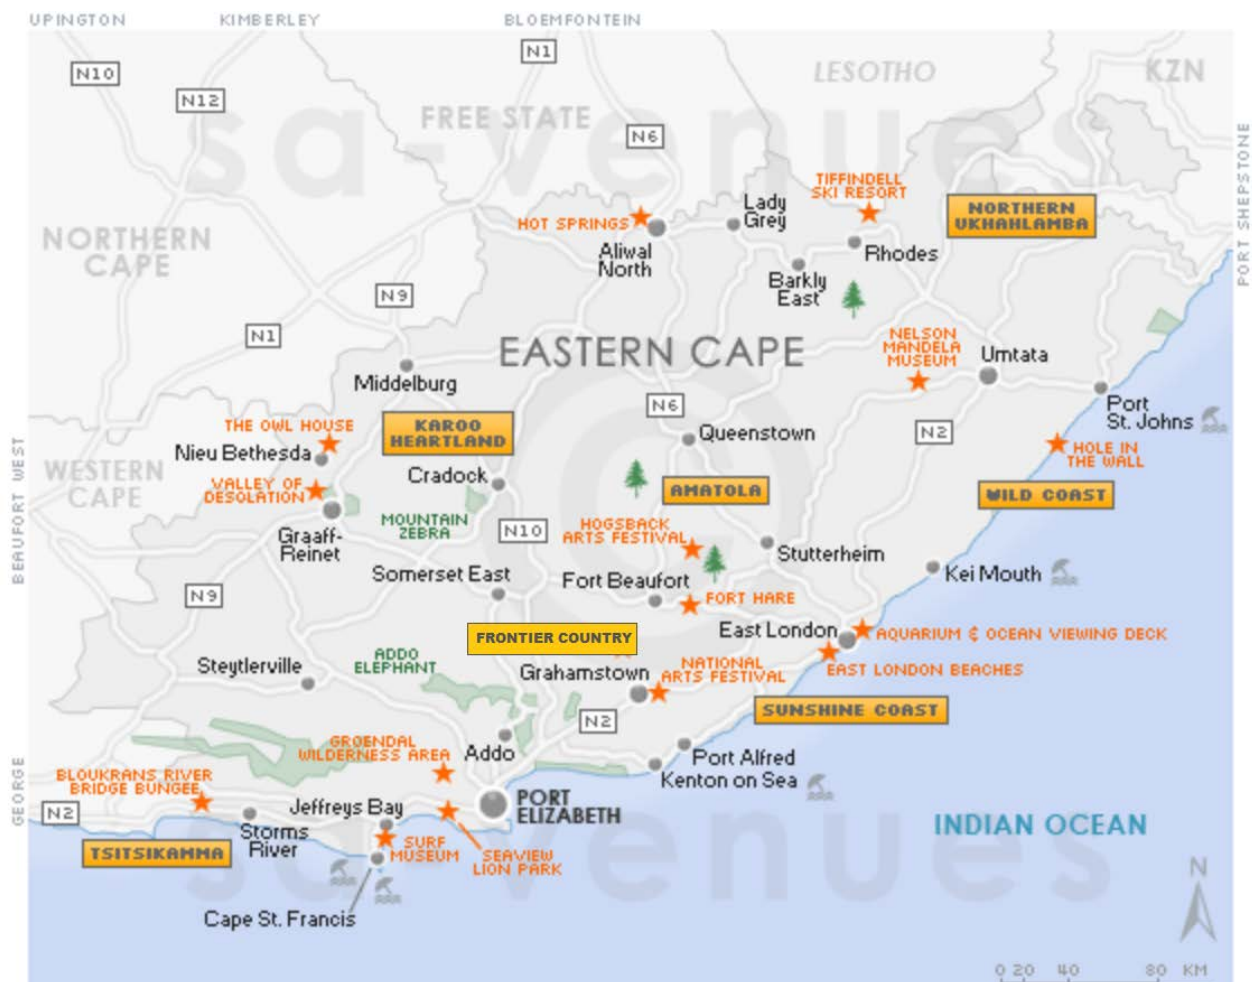 UPINGTON
KIMBERLEY
BLOEMFONTEIN
N1
N10
N12
LESOTHO
KZN
FREE STATE
sa-venues
N6
PORT SHEPSTONE
TIFFINDELL
SKI RESORT
HOT SPRINGS
Lady
Grey
NORTHERN
UKHAHLAMBA
NORTHERN
CAPE
Aliwal
North
Rhodes
Barkly
East
N9
N1
EASTERN CAPE
NELSON
MANDELA
MUSEUM
Umtata
Middelburg
N6
Port
St. Johns
THE OWL HOUSE
KAROO
HEARTLAND
Queenstown
N2
Nieu Bethesda
HOLE IN
THE WALL
WESTERN
CAPE
BEAUFORT WEST
VALLEY OF
DESOLATION
Cradock
AMATOLA
WILD COAST
MOUNTAIN
ZEBRA
N10
HOGSBACK
ARTS FESTIVAL
Graaff-
Reinet
Stutterheim
Somerset East
Fort Beaufort
Kei Mouth
N9
FORT HARE
FRONTIER COUNTRY
East London
AQUARIUM & OCEAN VIEWING DECK
Steytlerville
ADDO
ELEPHANT
Grahamstown
NATIONAL
ARTS FESTIVAL
EAST LONDON BEACHES
N2
SUNSHINE COAST
GROENDAL
WILDERNESS AREA
Addo
Port Alfred
Kenton on Sea
GEORGE
BLOUKRANS RIVER
BRIDGE BUNGEE
N2
Jeffreys Bay
PORT
ELIZABETH
INDIAN OCEAN
Storms
River
TSITSIKAMMA
SURF
MUSEUM
SEAVIEW
LION PARK
sa-venues
Cape St. Francis
N
0 20 40 80 KM
©